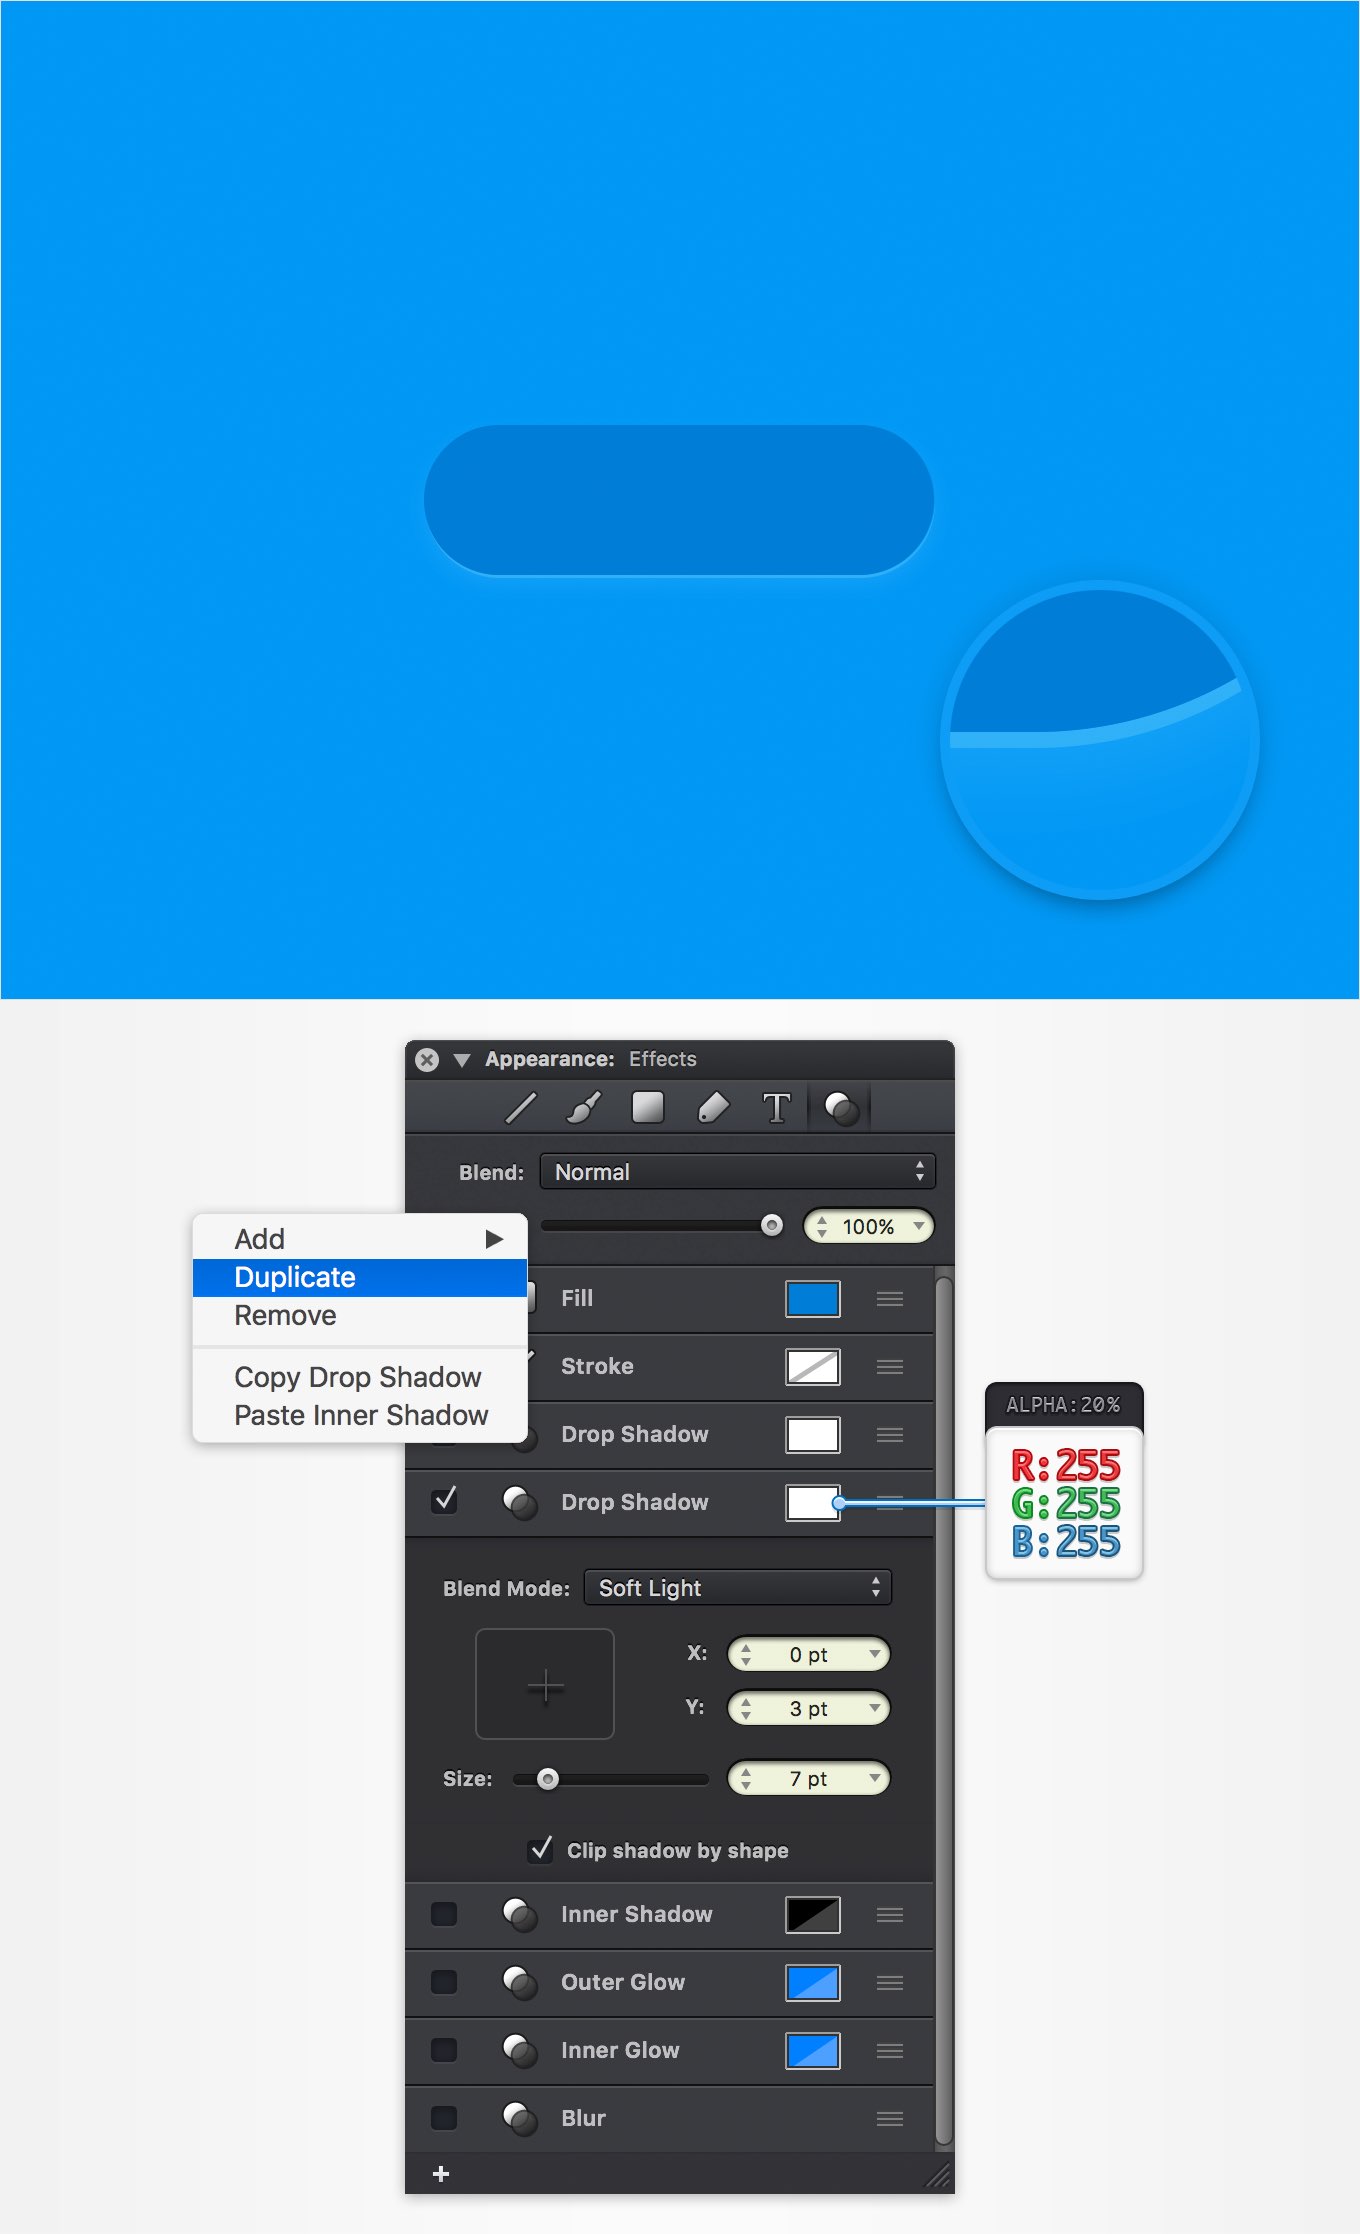 Appearance: Effects
T
Blend: Normal
100%
Add
Duplicate
Remove
Copy Drop Shadow
Paste Inner Shadow
Fill
Stroke
Drop Shadow
Drop Shadow
ALPHA:20%
R:255
G:255
B:255
Blend Mode: Soft Light
X: 0 pt
Y: 3 pt
Size: 7 pt
Clip shadow by shape
Inner Shadow
Outer Glow
Inner Glow
Blur